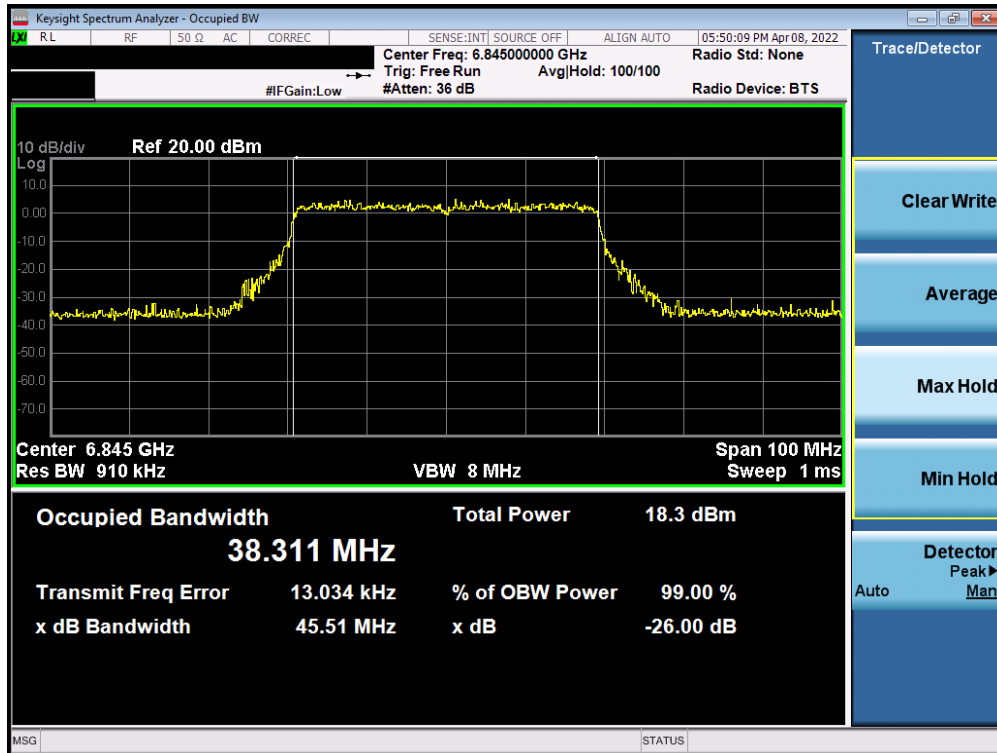 Keysight Spectrum Analyzer - Occupied BW
LXI RL RF 50 Ω AC CORREC SENSE:INT SOURCE OFF ALIGN AUTO 05:50:09 PM Apr 08, 2022
Center Freq: 6.845000000 GHz Radio Std: None
Trig: Free Run Avg|Hold: 100/100
#IFGain:Low #Atten: 36 dB Radio Device: BTS
Trace/Detector
10 dB/div Ref 20.00 dBm
Log
10.0
0.00
-10.0
-20.0
-30.0
-40.0
-50.0
-60.0
-70.0
Center 6.845 GHz Span 100 MHz
Res BW 910 kHz VBW 8 MHz Sweep 1 ms
Occupied Bandwidth Total Power 18.3 dBm
38.311 MHz
Transmit Freq Error 13.034 kHz % of OBW Power 99.00 %
x dB Bandwidth 45.51 MHz x dB -26.00 dB
Clear Write
Average
Max Hold
Min Hold
Detector
Peak▶
Auto Man
MSG STATUS